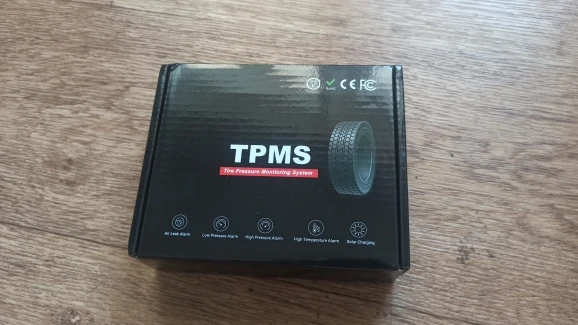 CE FC
TPMS
Tire Pressure Monitoring System
Air Leak Alarm
Low Pressure Alarm
High Pressure Alarm
High Temperature Alarm
Solar Charging